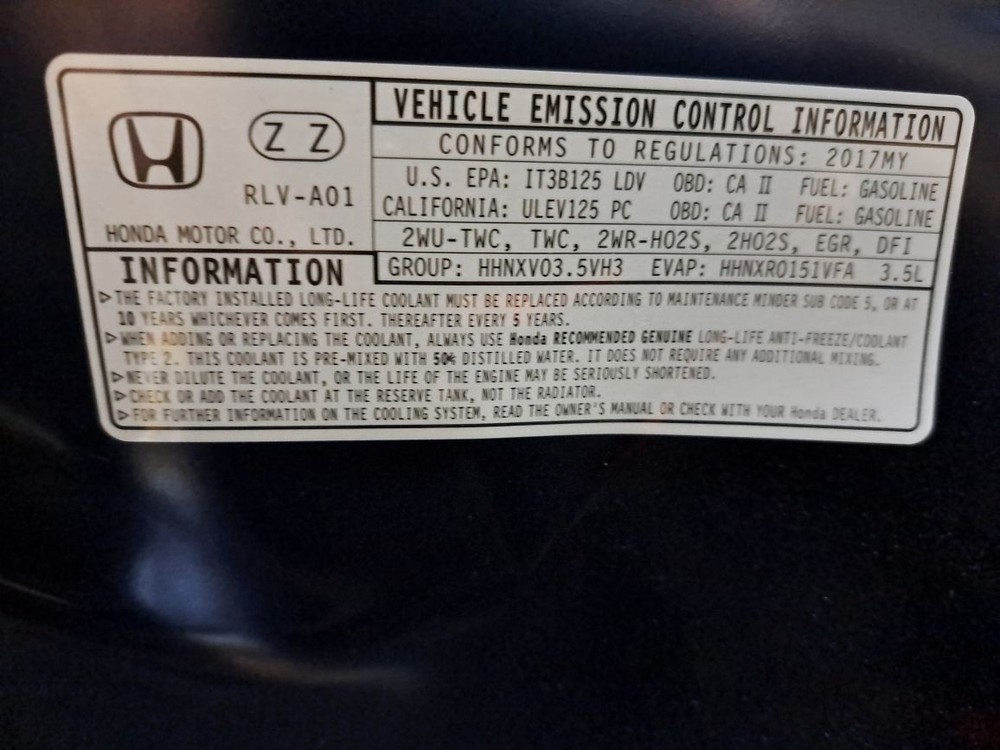 Z Z
RLV-A01
HONDA MOTOR CO., LTD.
VEHICLE EMISSION CONTROL INFORMATION
CONFORMS TO REGULATIONS: 2017MY
U.S. EPA: IT3B125 LDV OBD: CA II FUEL: GASOLINE
CALIFORNIA: ULEV125 PC OBD: CA II FUEL: GASOLINE
2WU-TWC, TWC, 2WR-HO2S, 2HO2S, EGR, DFI
GROUP: HHNXV03.5VH3 EVAP: HHNXR0151VFA 3.5L
INFORMATION
▷THE FACTORY INSTALLED LONG-LIFE COOLANT MUST BE REPLACED ACCORDING TO MAINTENANCE MINDER SUB CODE 5, OR AT
10 YEARS WHICHEVER COMES FIRST. THEREAFTER EVERY 5 YEARS.
▷WHEN ADDING OR REPLACING THE COOLANT, ALWAYS USE Honda RECOMMENDED GENUINE LONG-LIFE ANTI-FREEZE/COOLANT
TYPE 2. THIS COOLANT IS PRE-MIXED WITH 50% DISTILLED WATER. IT DOES NOT REQUIRE ANY ADDITIONAL MIXING.
▷NEVER DILUTE THE COOLANT, OR THE LIFE OF THE ENGINE MAY BE SERIOUSLY SHORTENED.
▷CHECK OR ADD THE COOLANT AT THE RESERVE TANK, NOT THE RADIATOR.
▷FOR FURTHER INFORMATION ON THE COOLING SYSTEM, READ THE OWNER'S MANUAL OR CHECK WITH YOUR Honda DEALER.